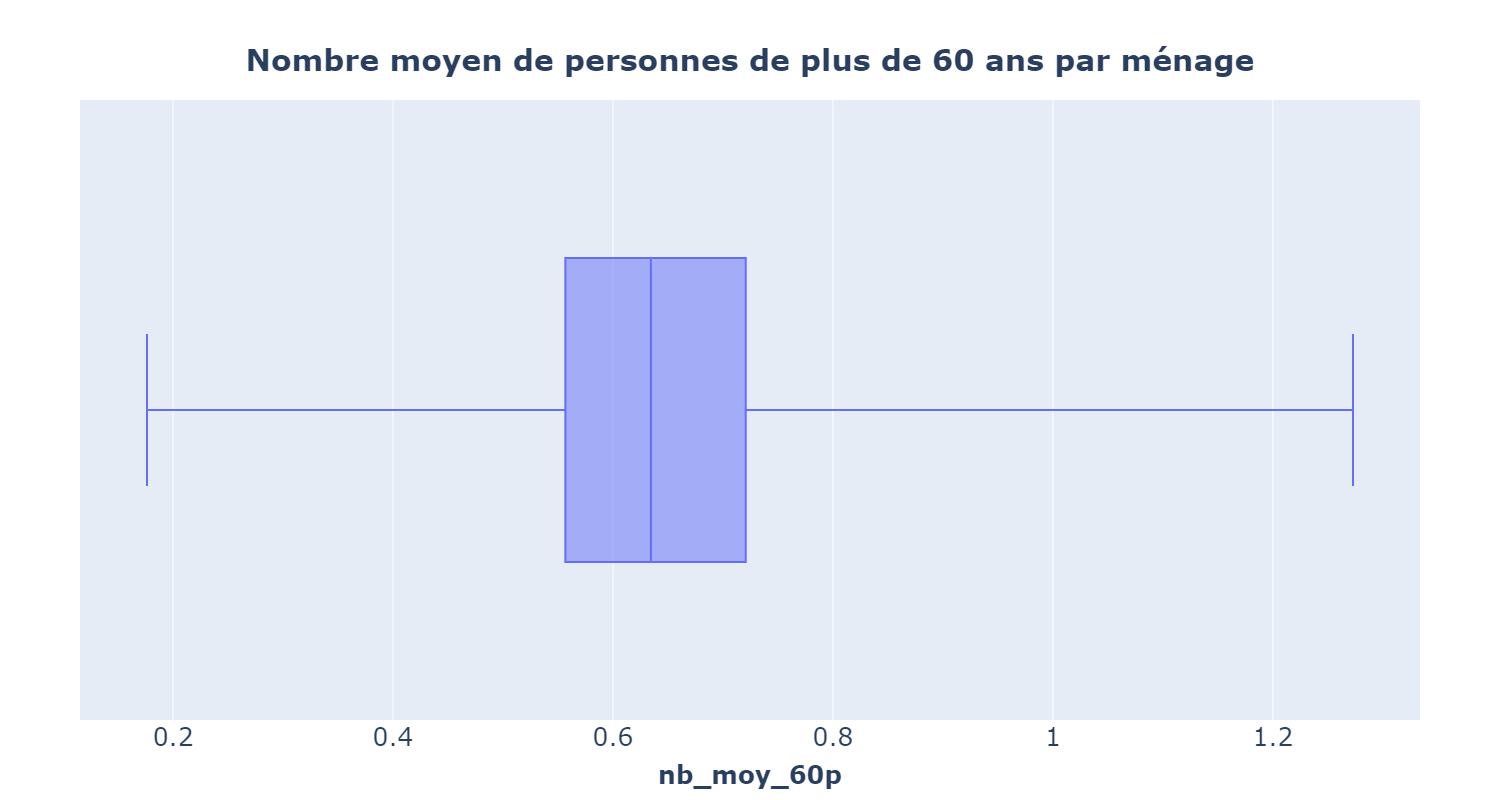 Nombre moyen de personnes de plus de 60 ans par ménage
0.2 0.4 0.6 0.8 1 1.2
nb_moy_60p